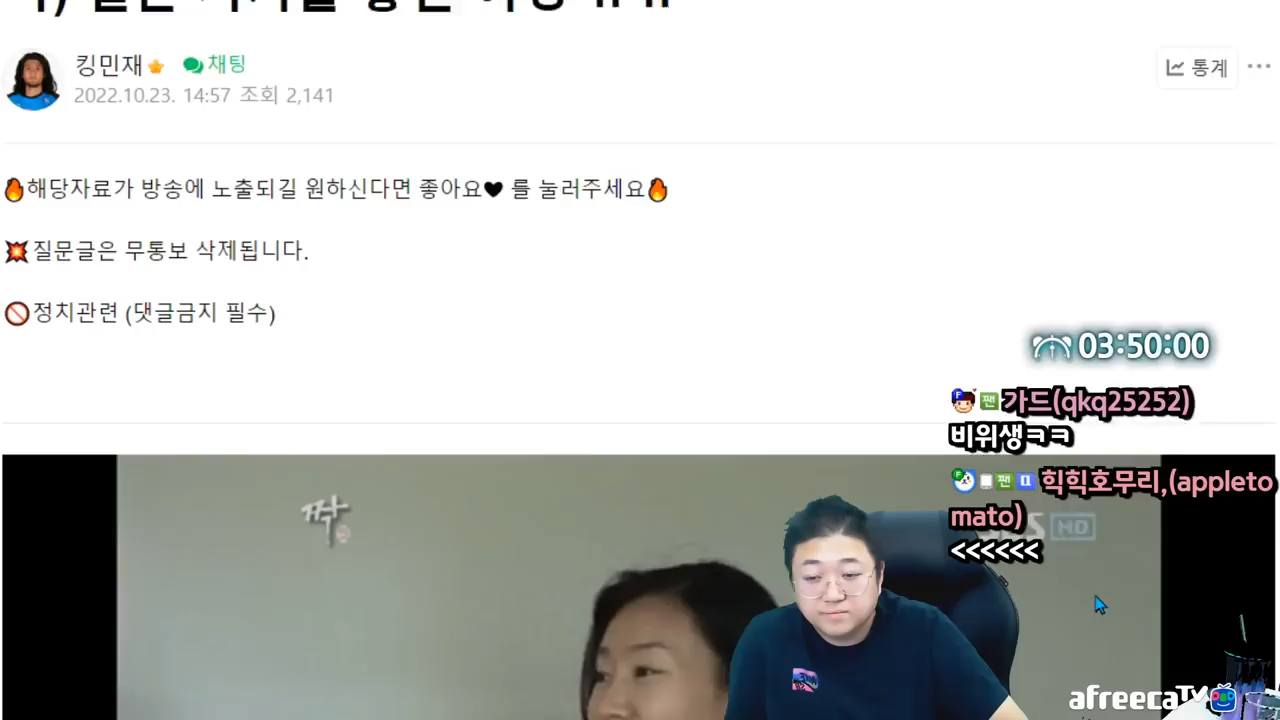 킹민재 채팅
2022.10.23. 14:57 조회 2,141
통계
해당자료가 방송에 노출되길 원하신다면 좋아요 를 눌러주세요
질문글은 무통보 삭제됩니다.
정치관련 (댓글금지 필수)
03:50:00
가드(qkq25252)
비위생ㅋㅋ
힉힉호무리,(appleto
mato)
<<<<<<
짝
HD
afreecaTV